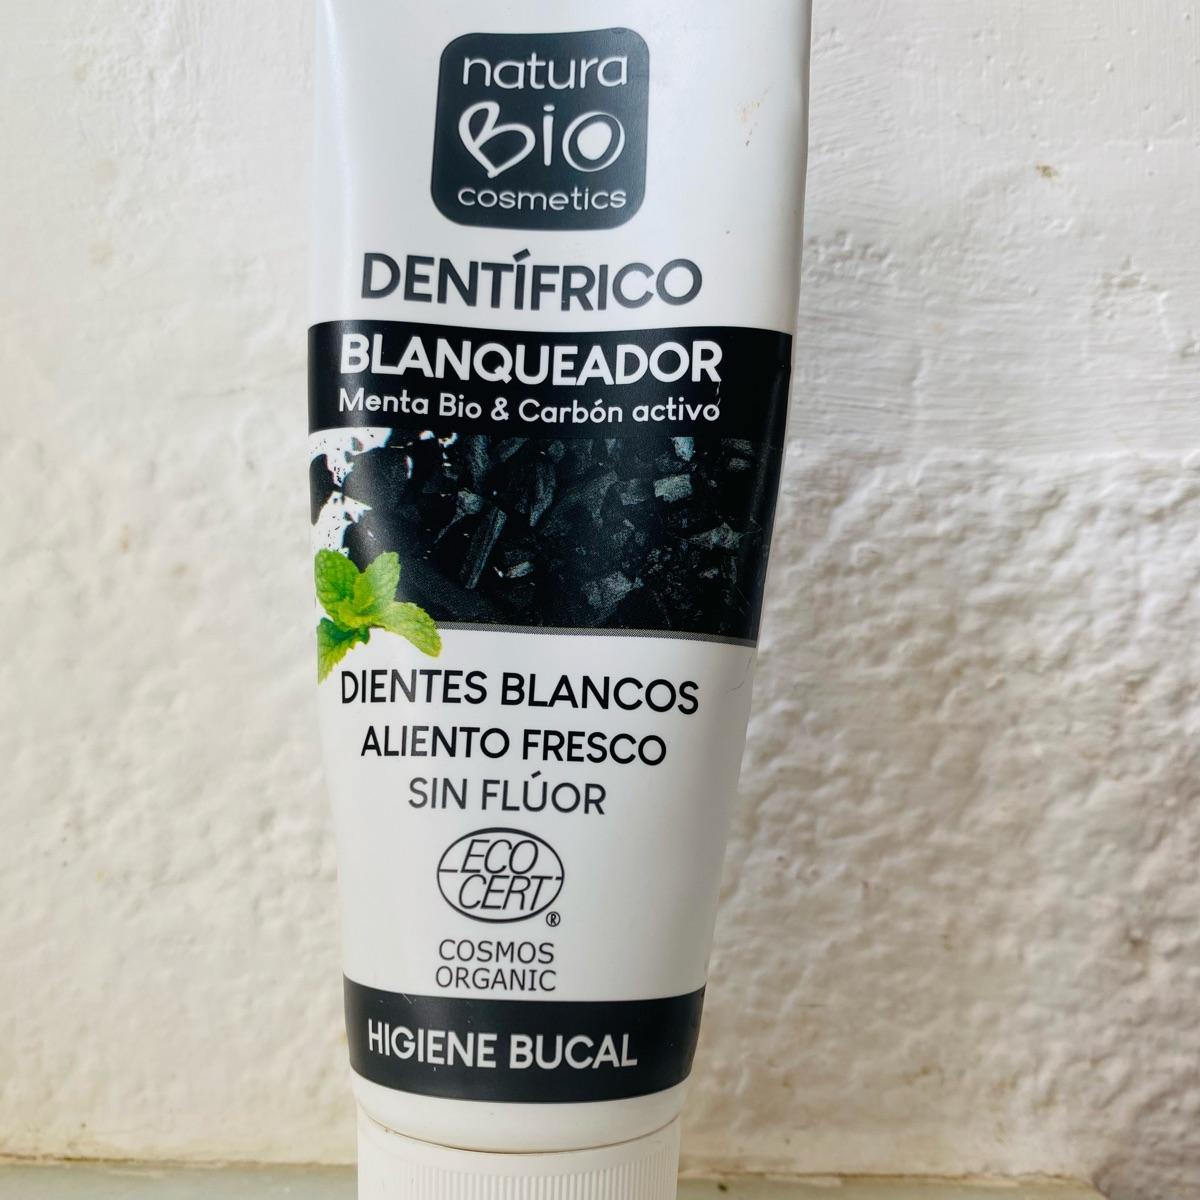 natura
Bio
cosmetics
DENTÍFRICO
BLANQUEADOR
Menta Bio & Carbón activo
DIENTES BLANCOS
ALIENTO FRESCO
SIN FLÚOR
ECO
CERT
®
COSMOS
ORGANIC
HIGIENE BUCAL